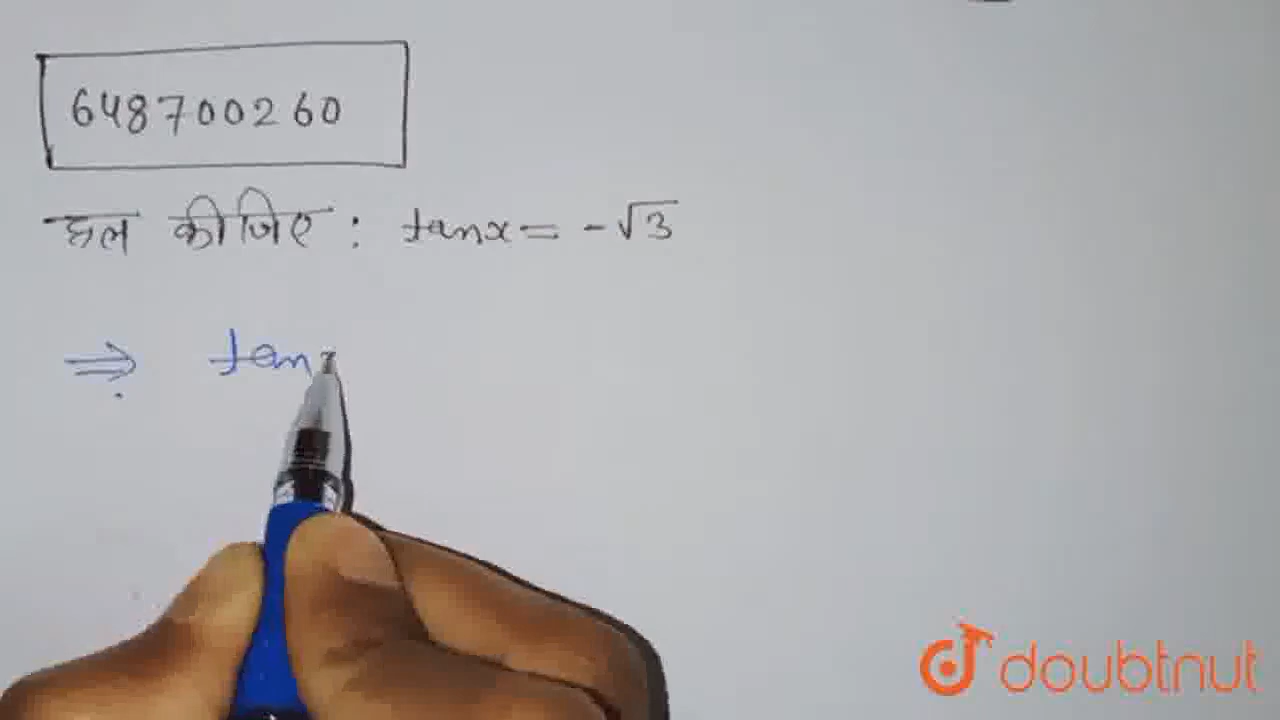 648700260
हल कीजिए : tanx = -√3
⇒ tan
doubtnut